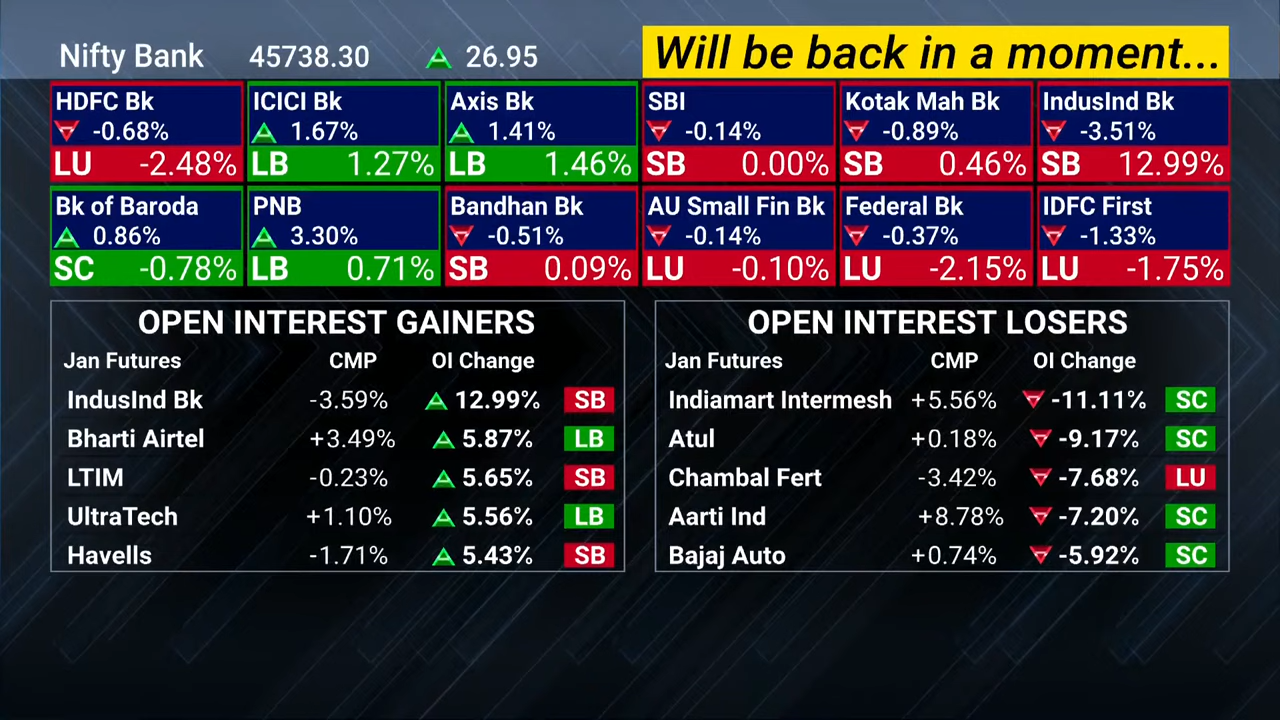 Nifty Bank 45738.30 26.95
Will be back in a moment...
HDFC Bk ICICI Bk Axis Bk SBI Kotak Mah Bk IndusInd Bk
-0.68% 1.67% 1.41% -0.14% -0.89% -3.51%
LU -2.48% LB 1.27% LB 1.46% SB 0.00% SB 0.46% SB 12.99%
Bk of Baroda PNB Bandhan Bk AU Small Fin Bk Federal Bk IDFC First
0.86% 3.30% -0.51% -0.14% -0.37% -1.33%
SC -0.78% LB 0.71% SB 0.09% LU -0.10% LU -2.15% LU -1.75%
OPEN INTEREST GAINERS
Jan Futures CMP OI Change
IndusInd Bk -3.59% 12.99% SB
Bharti Airtel +3.49% 5.87% LB
LTIM -0.23% 5.65% SB
UltraTech +1.10% 5.56% LB
Havells -1.71% 5.43% SB
OPEN INTEREST LOSERS
Jan Futures CMP OI Change
Indiamart Intermesh +5.56% -11.11% SC
Atul +0.18% -9.17% SC
Chambal Fert -3.42% -7.68% LU
Aarti Ind +8.78% -7.20% SC
Bajaj Auto +0.74% -5.92% SC